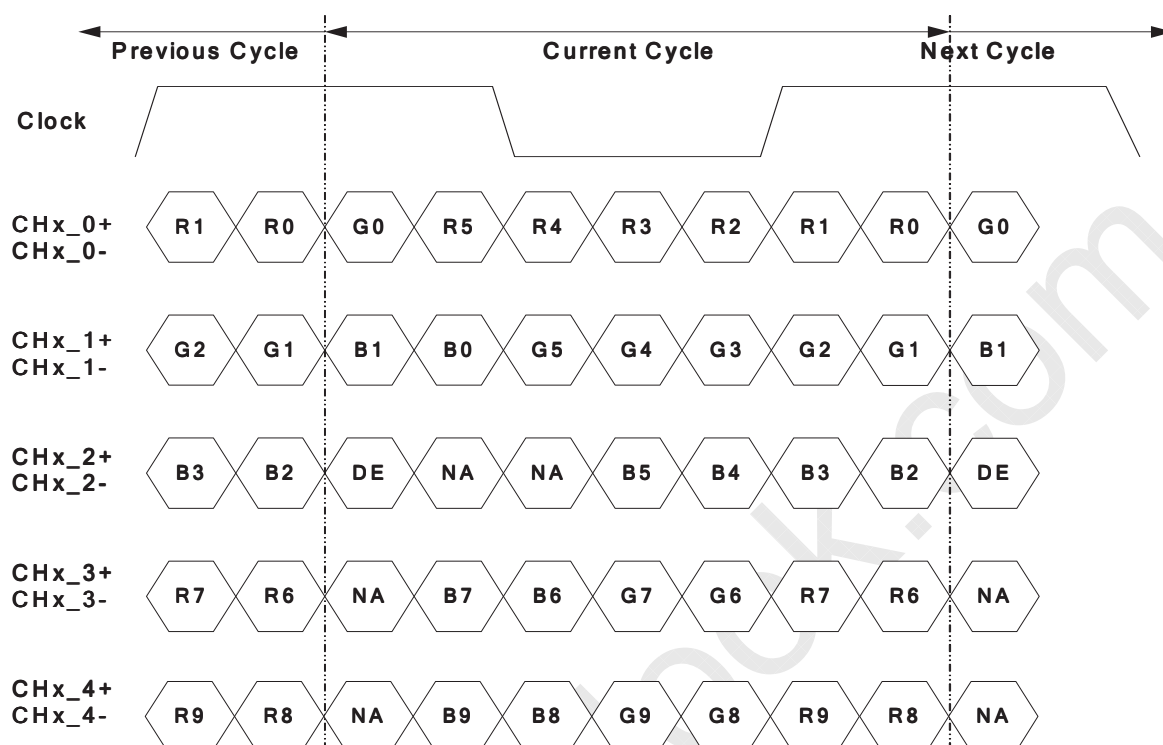 Previous Cycle Current Cycle Next Cycle
Clock
CHx_0+
CHx_0-
R1 R0 G0 R5 R4 R3 R2 R1 R0 G0
CHx_1+
CHx_1-
G2 G1 B1 B0 G5 G4 G3 G2 G1 B1
CHx_2+
CHx_2-
B3 B2 DE NA NA B5 B4 B3 B2 DE
CHx_3+
CHx_3-
R7 R6 NA B7 B6 G7 G6 R7 R6 NA
CHx_4+
CHx_4-
R9 R8 NA B9 B8 G9 G8 R9 R8 NA